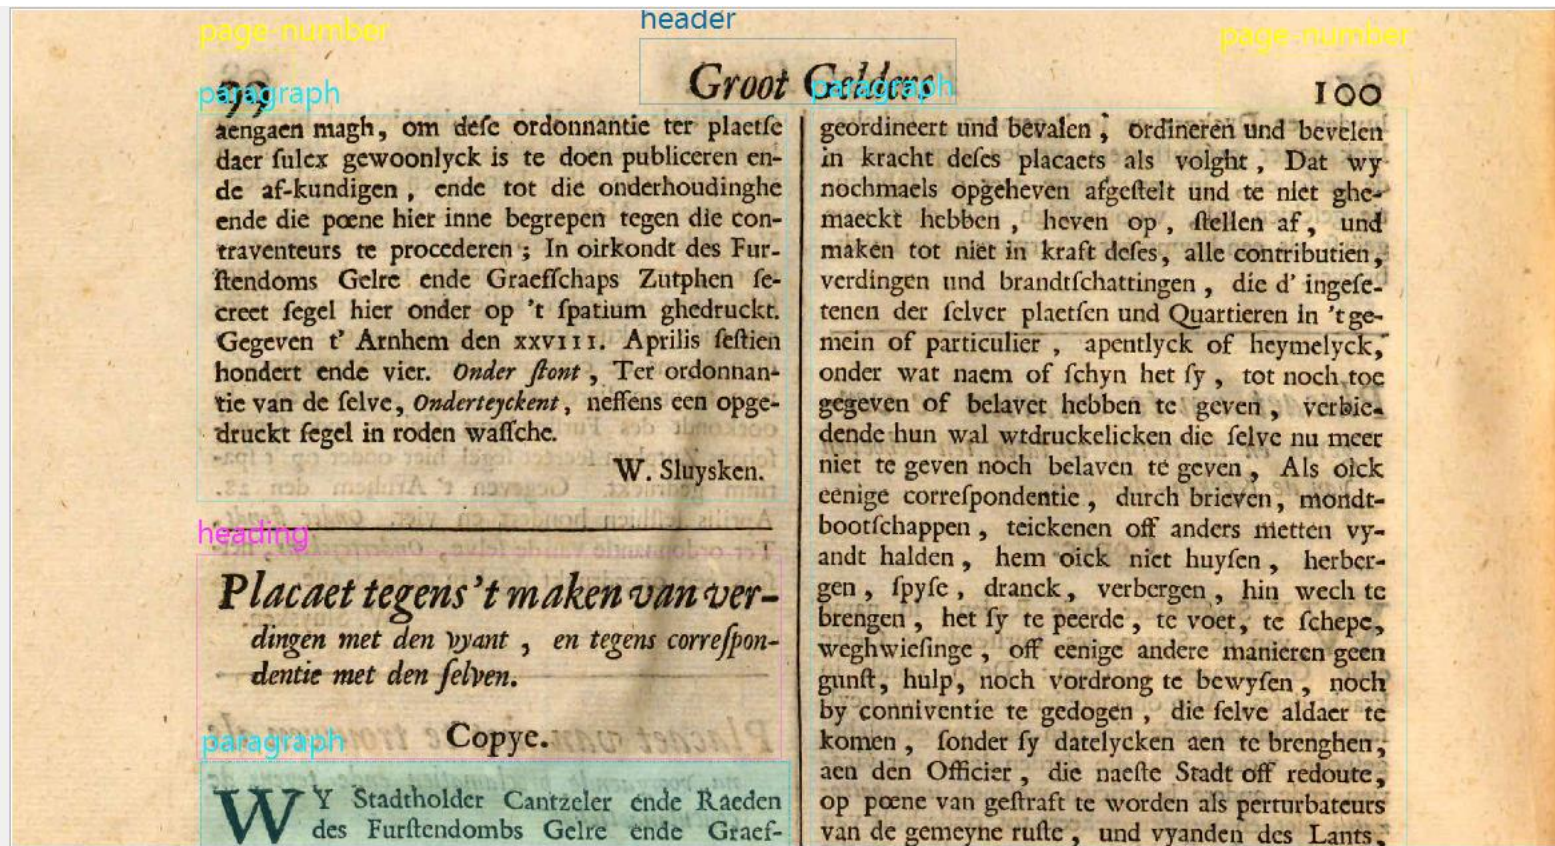 header
page-number
page-number
99
Groot Gelders
100
paragraph
paragraph
aengaen magh, om deſe ordonnantie ter plaetſe
daer ſulcx gewoonlyck is te doen publiceren en-
de af-kundigen, ende tot die onderhoudinghe
ende die pœne hier inne begrepen tegen die con-
traventeurs te procederen; In oirkondt des Fur-
ſtendoms Gelre ende Graefſchaps Zutphen ſe-
creet ſegel hier onder op 't ſpatium ghedruckt.
Gegeven t' Arnhem den XXVIII. Aprilis ſeſtien
hondert ende vier. Onder ſtont, Ter ordonnan-
tie van de ſelve, Onderteyckent, neffens een opge-
druckt ſegel in roden waſſche.
W. Sluysken.
heading
Placaet tegens 't maken van ver-
dingen met den vyant, en tegens correſpon-
dentie met den ſelven.
Copye.
paragraph
WY Stadtholder Cantzeler ende Raeden
des Furſtendombs Gelre ende Graef-
geordineert und bevalen, ordineren und bevelen
in kracht deſes placaets als volght, Dat wy
nochmaels opgeheven afgeſtelt und te niet ghe-
maeckt hebben, heven op, ſtellen af, und
maken tot niet in kraft deſes, alle contributien,
verdingen und brandtſchattingen, die d' ingeſe-
tenen der ſelver plaetſen und Quartieren in 't ge-
mein of particulier, apentlyck of heymelyck,
onder wat naem of ſchyn het ſy, tot noch toe
gegeven of belavet hebben te geven, verbie-
dende hun wal wtdruckelicken die ſelve nu meer
niet te geven noch belaven te geven, Als oick
eenige correſpondentie, durch brieven, mondt-
bootſchappen, teickenen off anders metten vy-
andt halden, hem oick niet huyſen, herber-
gen, ſpyſe, dranck, verbergen, hin wech te
brengen, het ſy te peerde, te voet, te ſchepe,
weghwieſinge, off eenige andere manieren geen
gunſt, hulp, noch vordrong te bewyſen, noch
by conniventie te gedogen, die ſelve aldaer te
komen, ſonder ſy datelycken aen te brenghen,
aen den Officier, die naeſte Stadt off redoute,
op pœne van geſtraft te worden als perturbateurs
van de gemeyne ruſte, und vyanden des Lants,